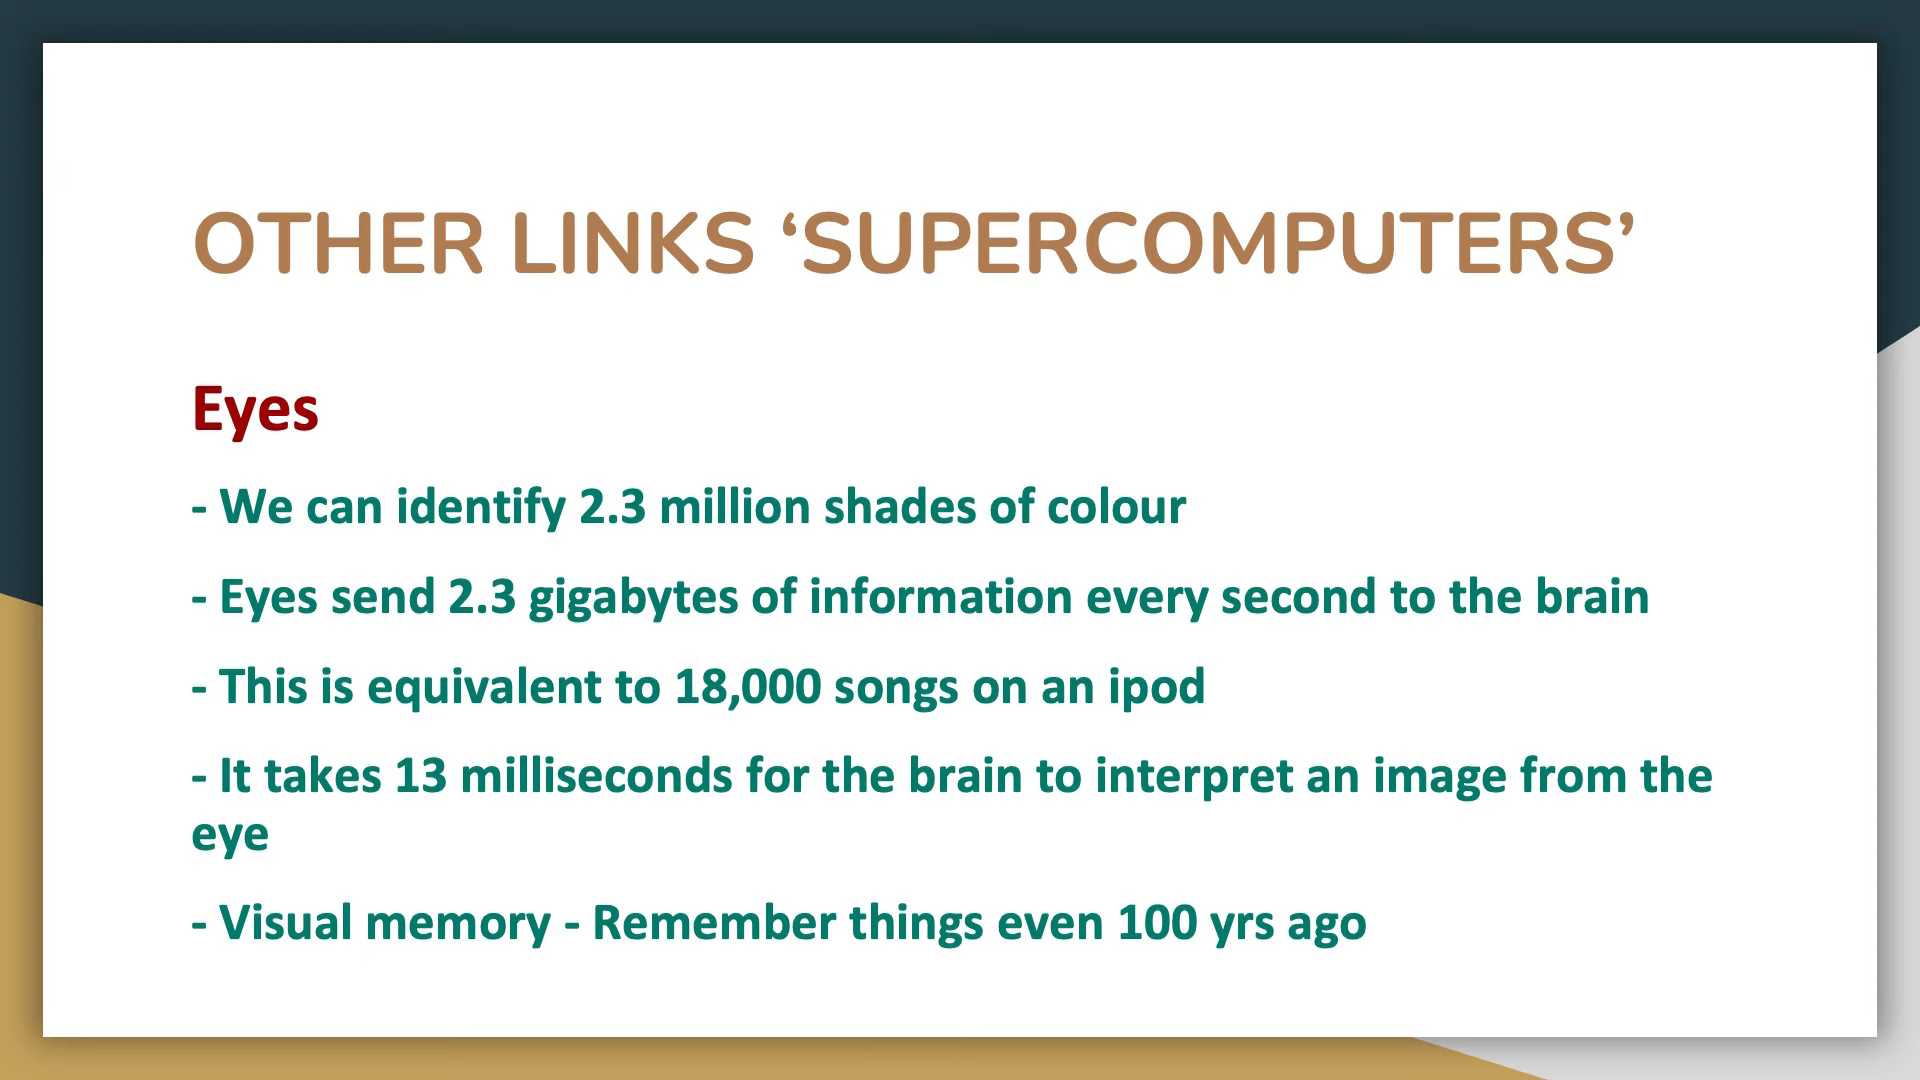 OTHER LINKS ‘SUPERCOMPUTERS’
Eyes
- We can identify 2.3 million shades of colour
- Eyes send 2.3 gigabytes of information every second to the brain
- This is equivalent to 18,000 songs on an ipod
- It takes 13 milliseconds for the brain to interpret an image from the
eye
- Visual memory - Remember things even 100 yrs ago